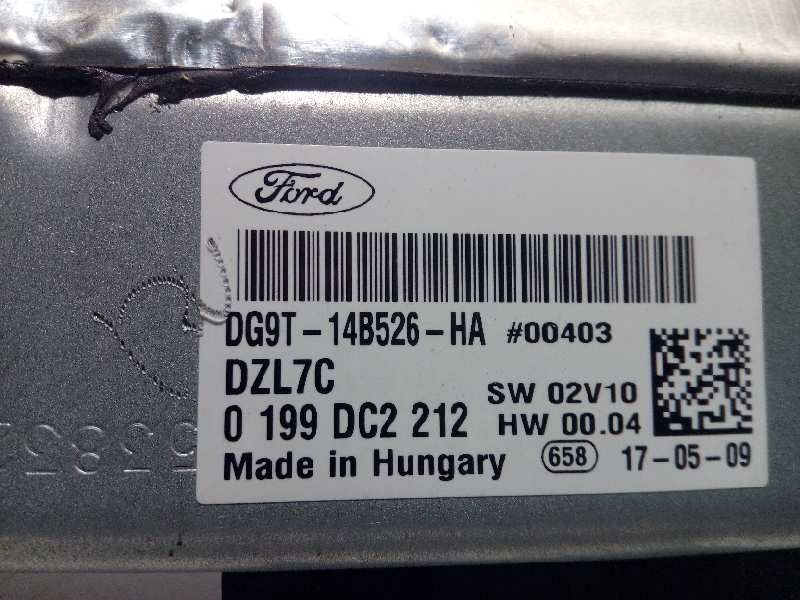 Ford
DG9T-14B526-HA #00403
DZL7C
SW 02V10
0 199 DC2 212 HW 00.04
Made in Hungary 658 17-05-09